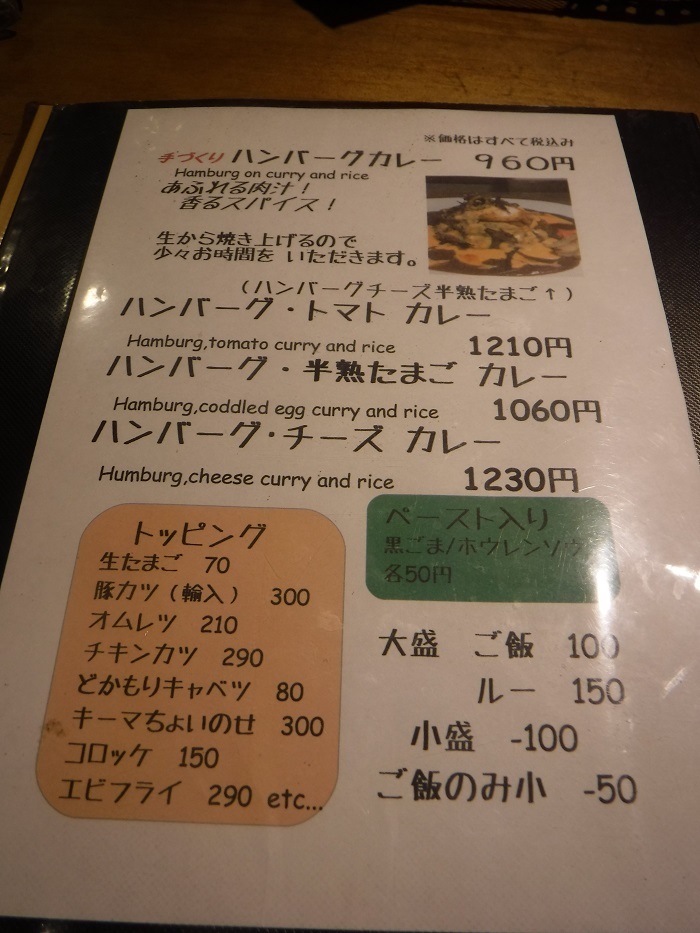 ※価格はすべて税込み
手づくり ハンバーグカレー 960円
Hamburg on curry and rice
あふれる肉汁！
香るスパイス！
生から焼き上げるので
少々お時間を いただきます。
（ハンバーグチーズ半熟たまご↑）
ハンバーグ・トマト カレー
Hamburg,tomato curry and rice 1210円
ハンバーグ・半熟たまご カレー
Hamburg,coddled egg curry and rice 1060円
ハンバーグ・チーズ カレー
Humburg,cheese curry and rice 1230円
トッピング
生たまご 70
豚カツ（輸入） 300
オムレツ 210
チキンカツ 290
どかもりキャベツ 80
キーマちょいのせ 300
コロッケ 150
エビフライ 290 etc...
ペースト入り
黒ごま/ホウレンソウ
各50円
大盛 ご飯 100
ルー 150
小盛 -100
ご飯のみ小 -50